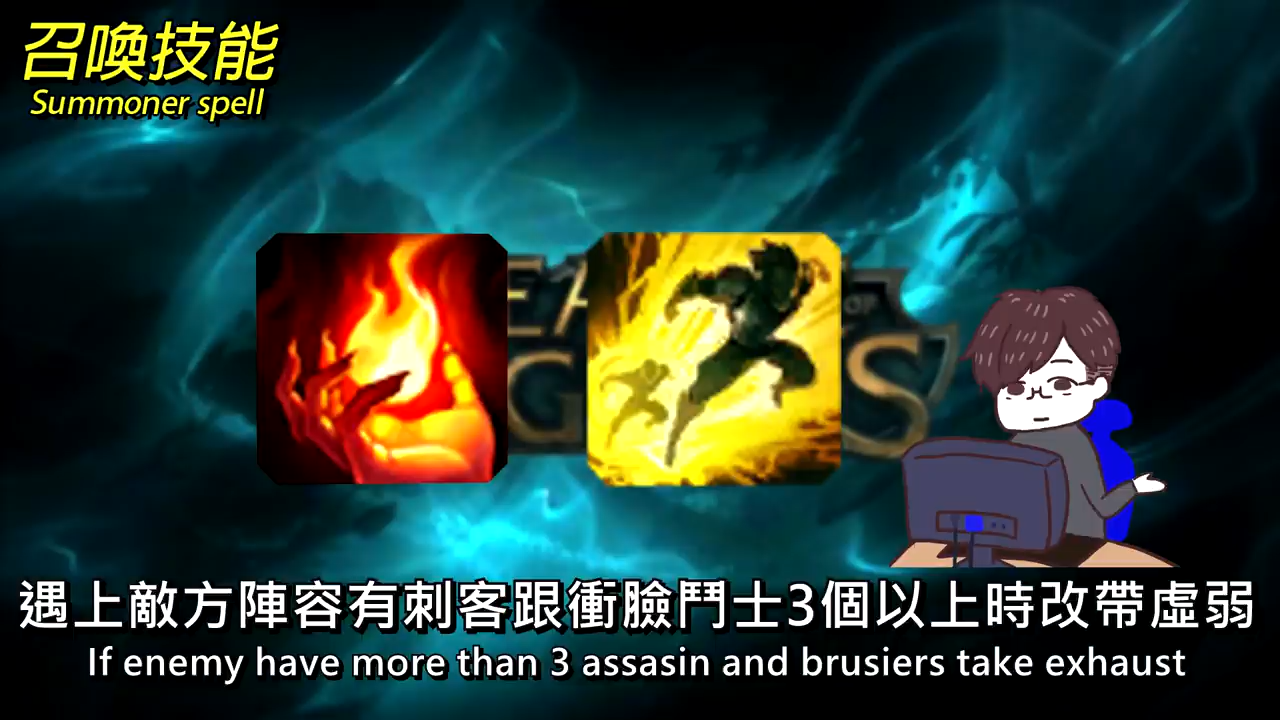 召喚技能
Summoner spell
EA
OF
G
S
遇上敵方陣容有刺客跟衝臉鬥士3個以上時改帶虛弱
If enemy have more than 3 assasin and brusiers take exhaust